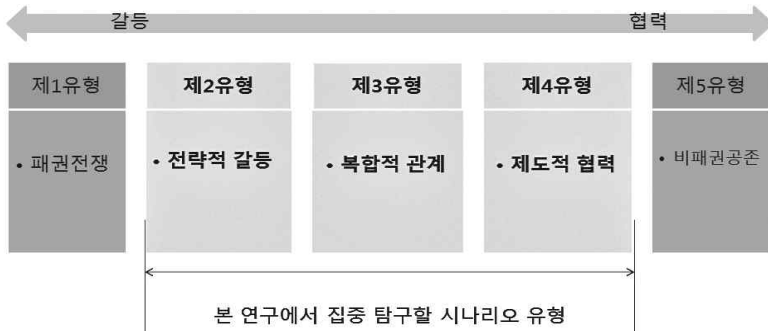 갈등 협력
제1유형 제2유형 제3유형 제4유형 제5유형
• 패권전쟁 • 전략적 갈등 • 복합적 관계 • 제도적 협력 • 비패권공존
본 연구에서 집중 탐구할 시나리오 유형